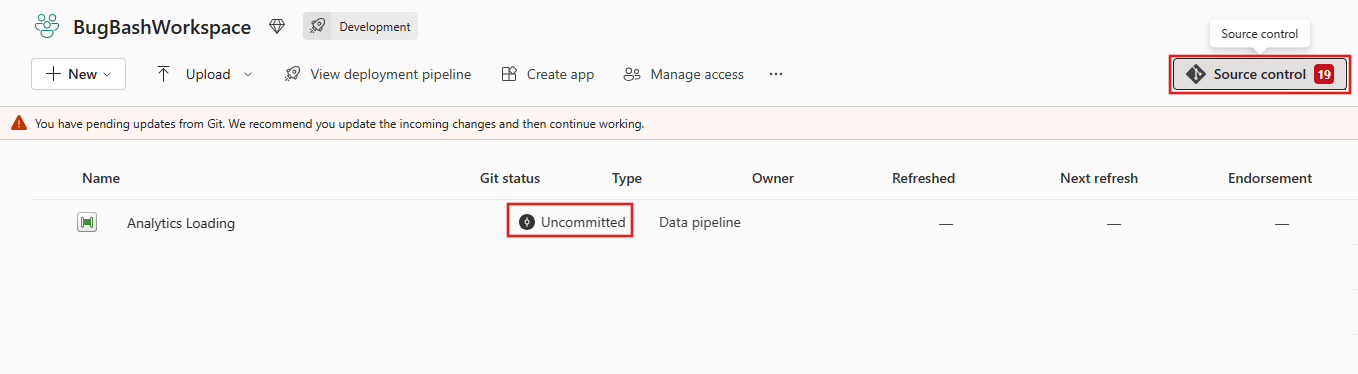 BugBashWorkspace Development
Source control
New Upload View deployment pipeline Create app Manage access ... Source control 19
You have pending updates from Git. We recommend you update the incoming changes and then continue working.
Name Git status Type Owner Refreshed Next refresh Endorsement
Analytics Loading Uncommitted Data pipeline — — —